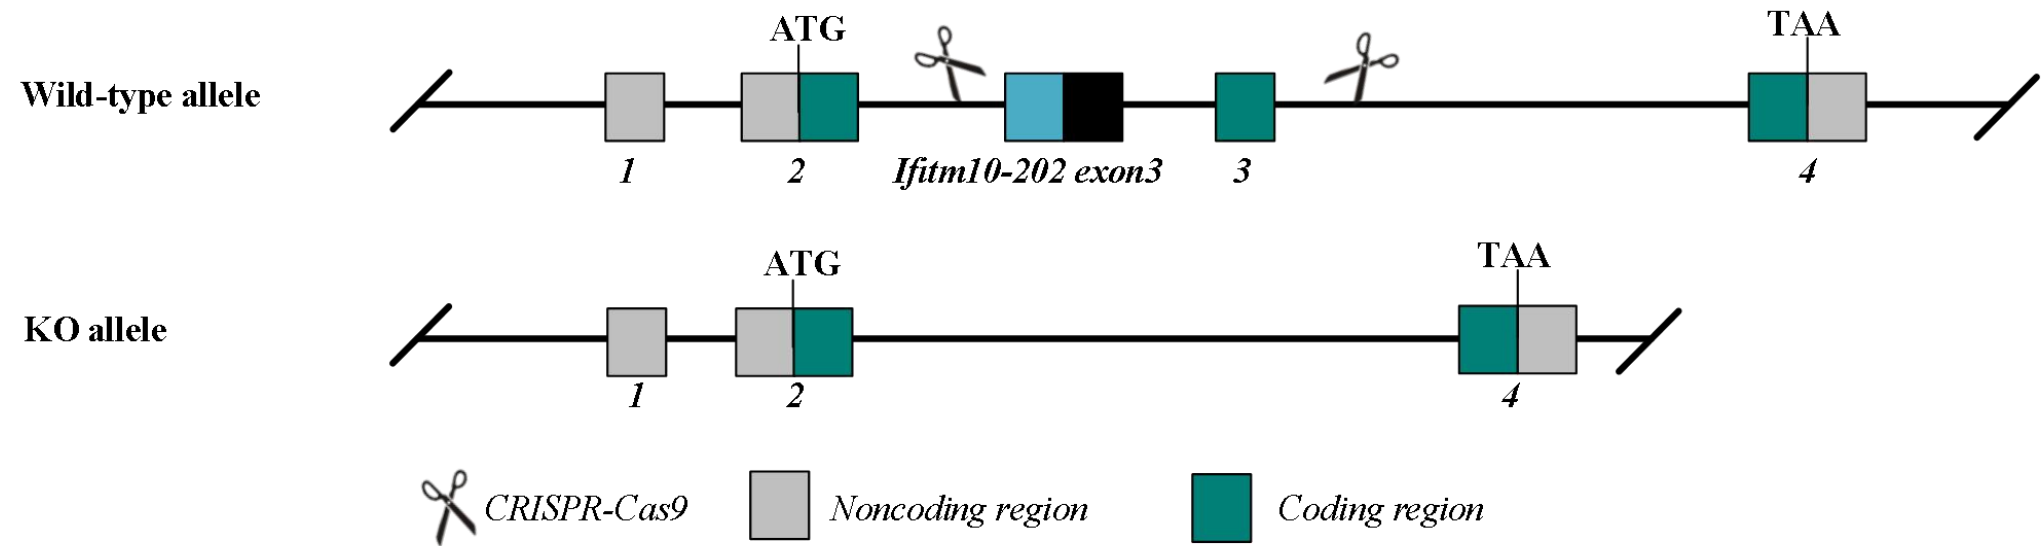 ATG
TAA
Wild-type allele
1
2
Ifitm10-202 exon3
3
4
ATG
TAA
KO allele
1
2
4
CRISPR-Cas9
Noncoding region
Coding region